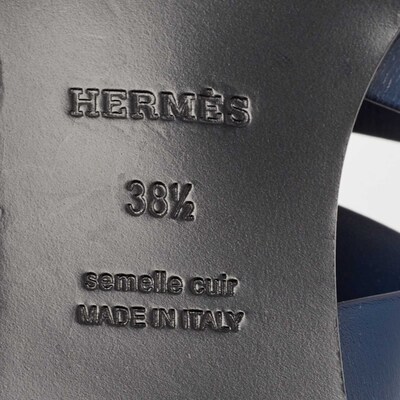 HERMÈS
38½
semelle cuir
MADE IN ITALY